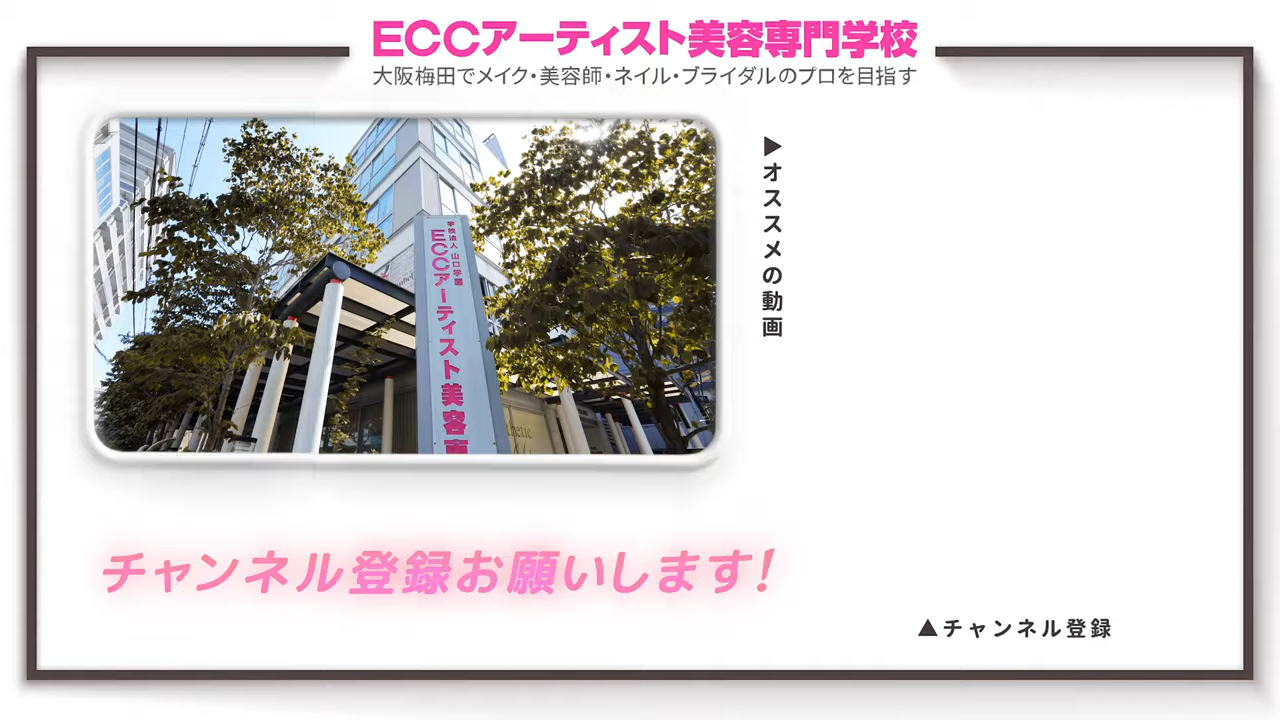 ECCアーティスト美容専門学校
大阪梅田でメイク・美容師・ネイル・ブライダルのプロを目指す
学校法人 山口学園
ECCアーティスト美容
▶オススメの動画
チャンネル登録お願いします!
▲チャンネル登録